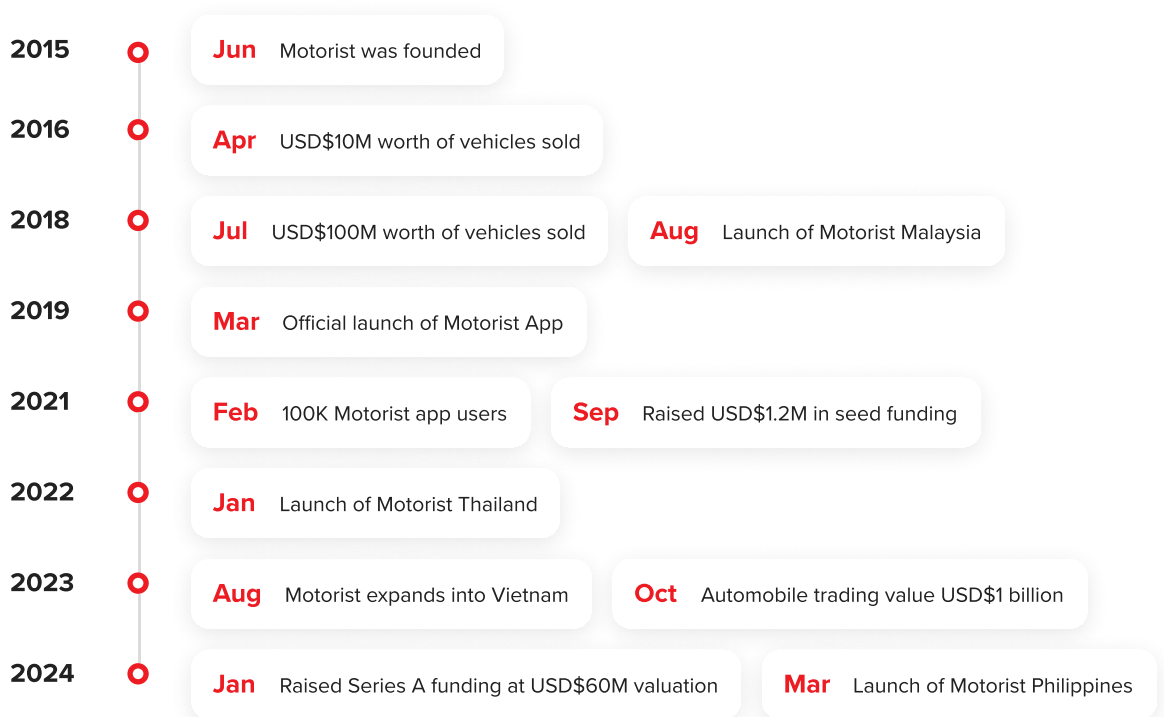 2015 Jun Motorist was founded
2016 Apr USD$10M worth of vehicles sold
2018 Jul USD$100M worth of vehicles sold Aug Launch of Motorist Malaysia
2019 Mar Official launch of Motorist App
2021 Feb 100K Motorist app users Sep Raised USD$1.2M in seed funding
2022 Jan Launch of Motorist Thailand
2023 Aug Motorist expands into Vietnam Oct Automobile trading value USD$1 billion
2024 Jan Raised Series A funding at USD$60M valuation Mar Launch of Motorist Philippines